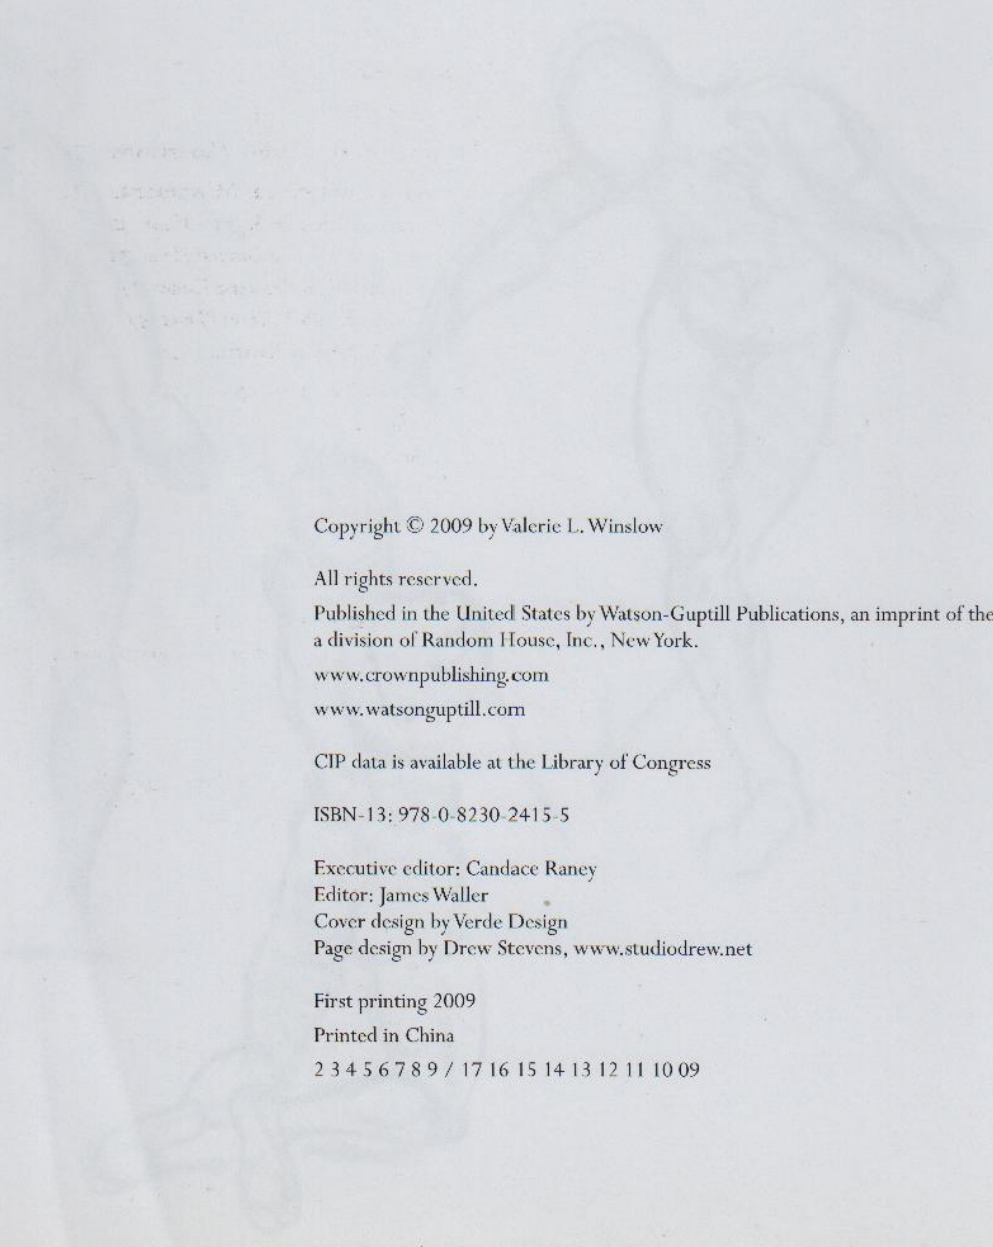 Copyright © 2009 by Valerie L. Winslow
All rights reserved.
Published in the United States by Watson-Guptill Publications, an imprint of the
a division of Random House, Inc., New York.
www.crownpublishing.com
www.watsonguptill.com
CIP data is available at the Library of Congress
ISBN-13: 978-0-8230-2415-5
Executive editor: Candace Raney
Editor: James Waller
Cover design by Verde Design
Page design by Drew Stevens, www.studiodrew.net
First printing 2009
Printed in China
2 3 4 5 6 7 8 9 / 17 16 15 14 13 12 11 10 09